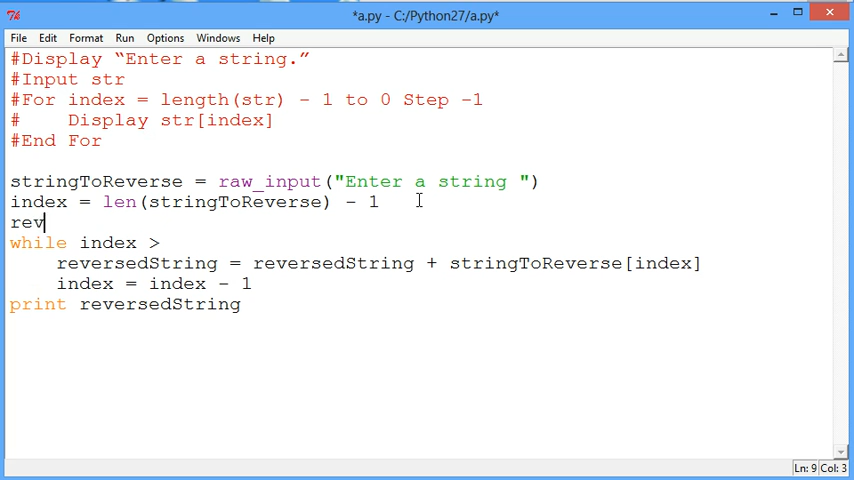 *a.py - C:/Python27/a.py*
File Edit Format Run Options Windows Help
#Display “Enter a string.”
#Input str
#For index = length(str) - 1 to 0 Step -1
#    Display str[index]
#End For
stringToReverse = raw_input("Enter a string ")
index = len(stringToReverse) - 1
rev
while index >
    reversedString = reversedString + stringToReverse[index]
    index = index - 1
print reversedString
Ln: 9 Col: 3